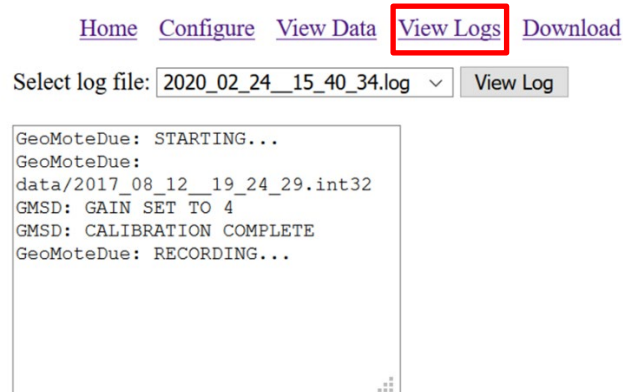 Home Configure View Data View Logs Download
Select log file: 2020_02_24__15_40_34.log View Log
GeoMoteDue: STARTING...
GeoMoteDue:
data/2017_08_12__19_24_29.int32
GMSD: GAIN SET TO 4
GMSD: CALIBRATION COMPLETE
GeoMoteDue: RECORDING...